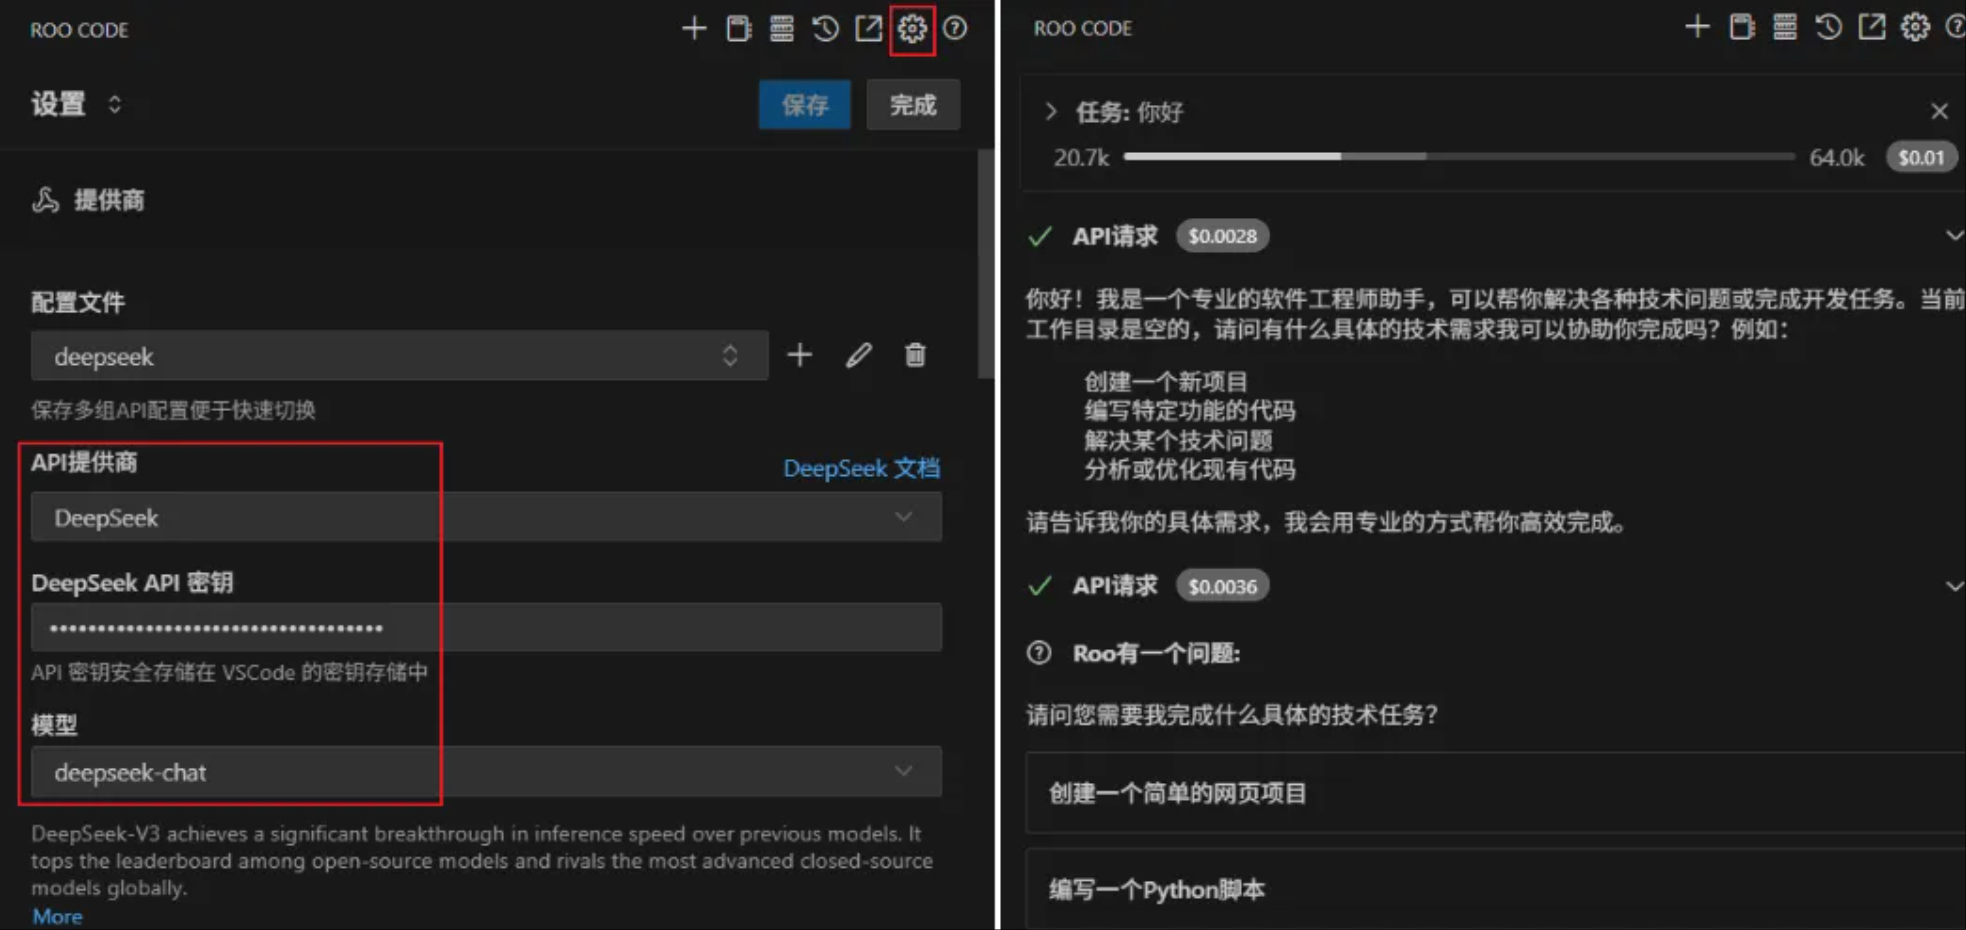 ROO CODE
设置
保存
完成
提供商
配置文件
deepseek
保存多组API配置便于快速切换
API提供商
DeepSeek 文档
DeepSeek
DeepSeek API 密钥
••••••••••••••••••••••••••••••••••
API 密钥安全存储在 VSCode 的密钥存储中
模型
deepseek-chat
DeepSeek-V3 achieves a significant breakthrough in inference speed over previous models. It
tops the leaderboard among open-source models and rivals the most advanced closed-source
models globally.
More
ROO CODE
任务: 你好
20.7k
64.0k
$0.01
API请求 $0.0028
你好！我是一个专业的软件工程师助手，可以帮你解决各种技术问题或完成开发任务。当前
工作目录是空的，请问有什么具体的技术需求我可以协助你完成吗？例如：
创建一个新项目
编写特定功能的代码
解决某个技术问题
分析或优化现有代码
请告诉我你的具体需求，我会用专业的方式帮你高效完成。
API请求 $0.0036
Roo有一个问题:
请问您需要我完成什么具体的技术任务？
创建一个简单的网页项目
编写一个Python脚本